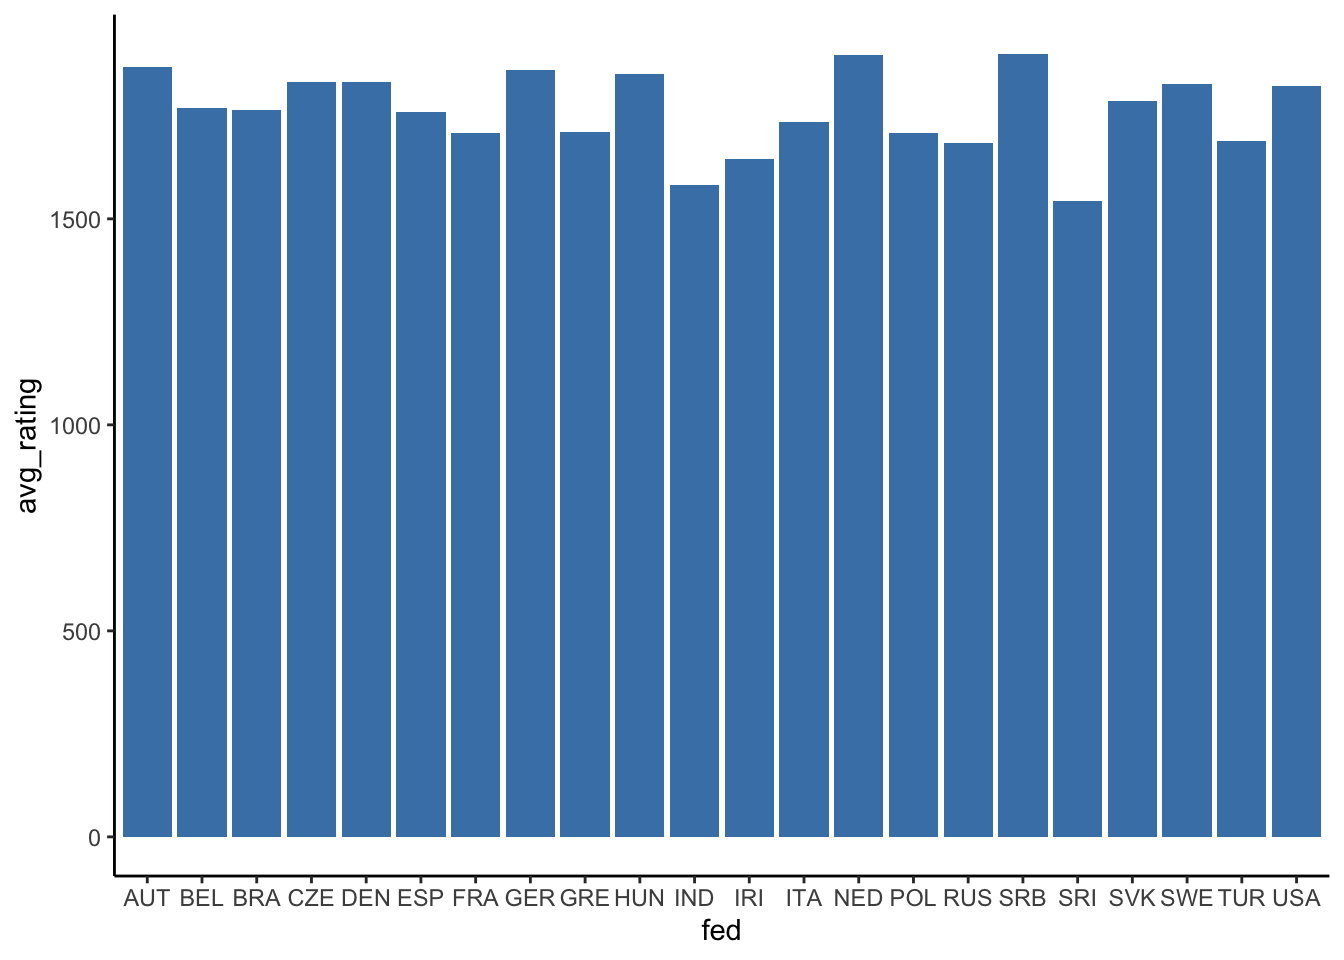 avg_rating
1500
1000
500
0
AUT BEL BRA CZE DEN ESP FRA GER GRE HUN IND IRI ITA NED POL RUS SRB SRI SVK SWE TUR USA
fed